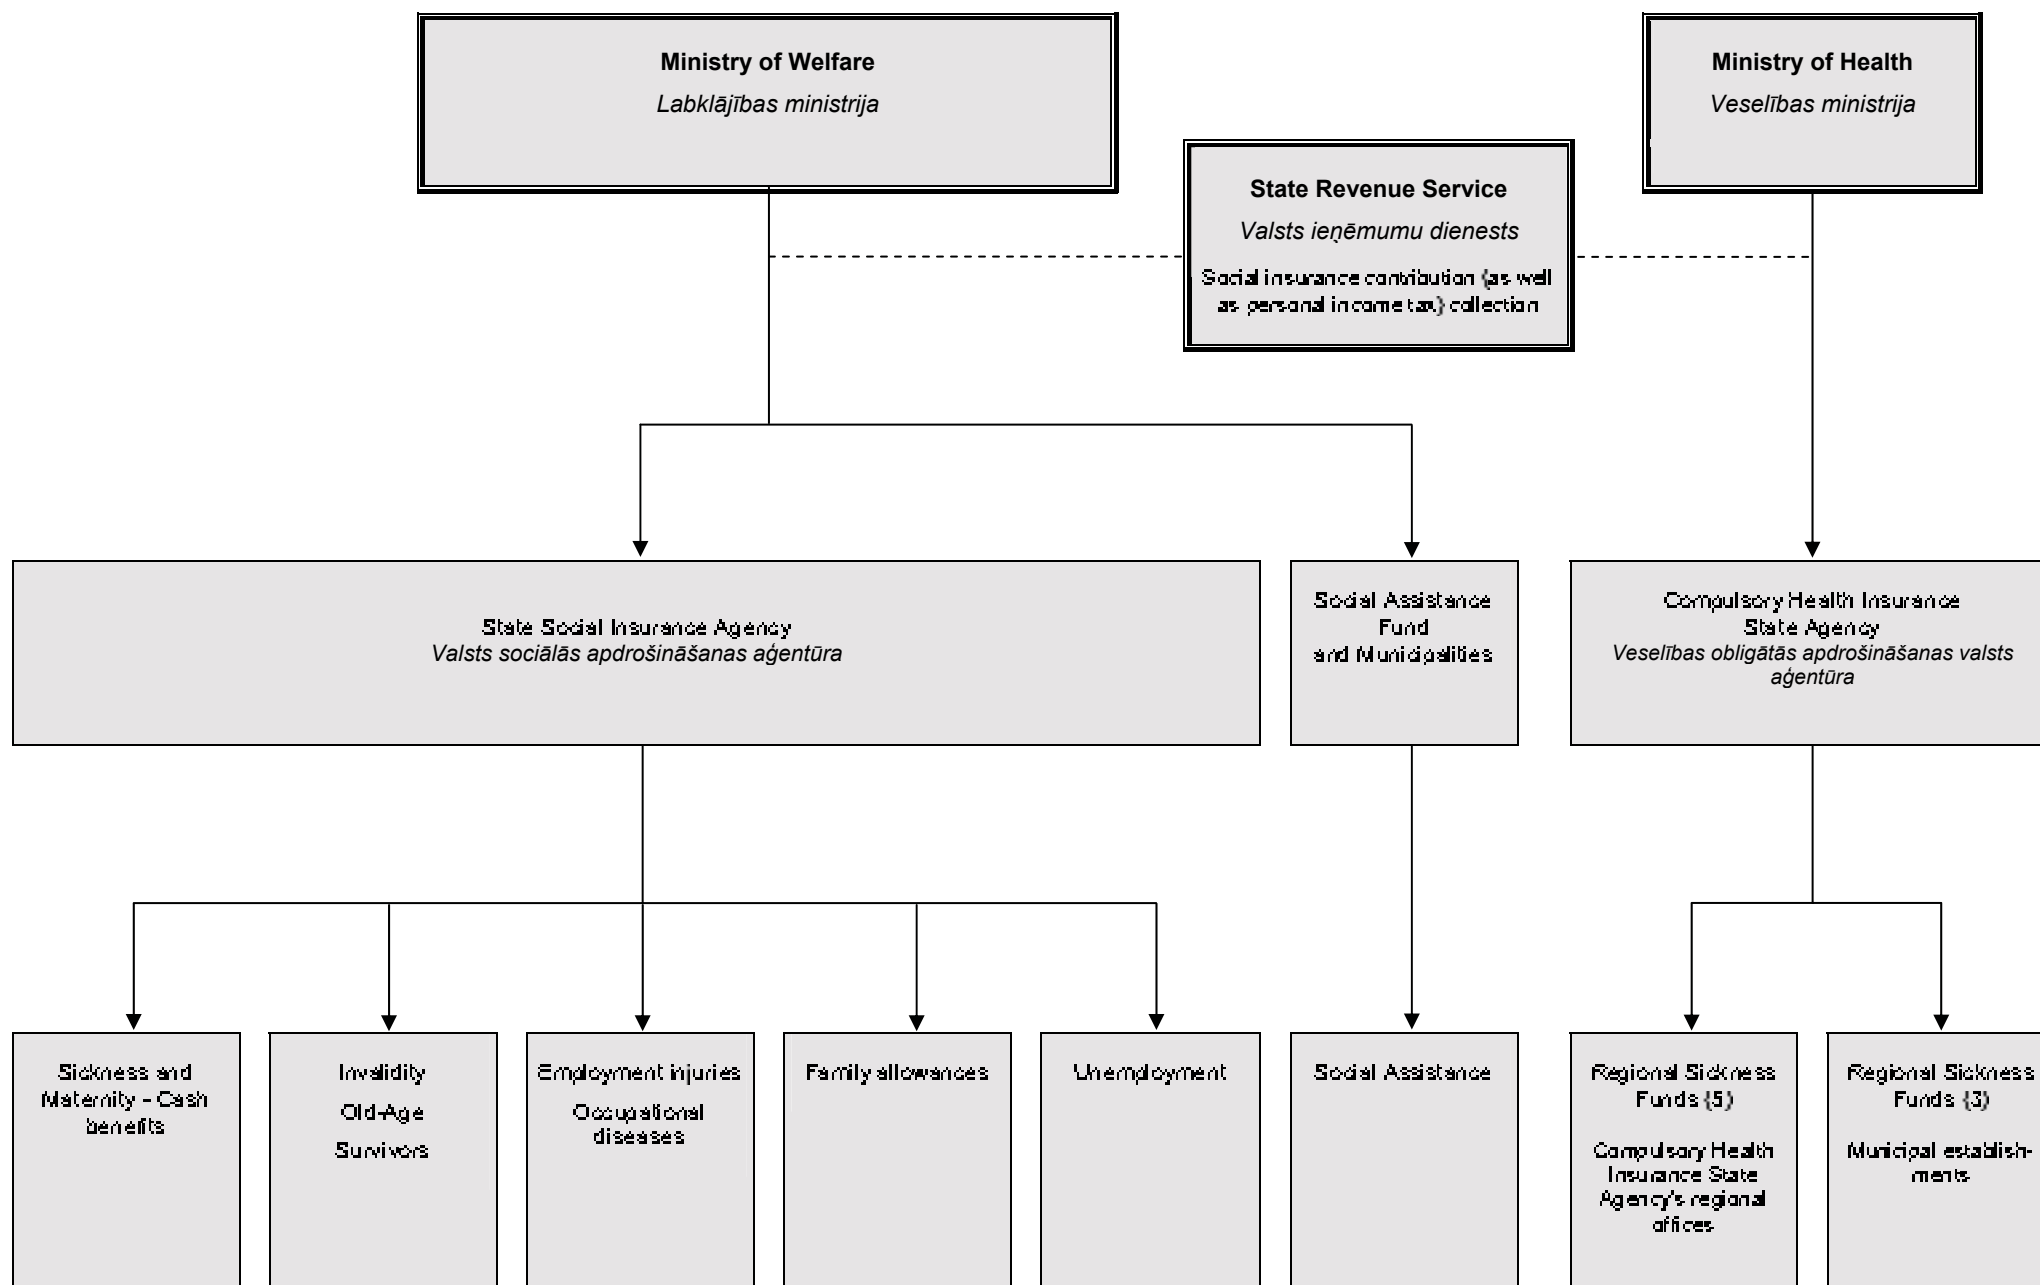 Ministry of Welfare
Labklājības ministrija
Ministry of Health
Veselības ministrija
State Revenue Service
Valsts ieņēmumu dienests
Social insurance contribution (as well
as personal income tax) collection
State Social Insurance Agency
Valsts sociālās apdrošināšanas aģentūra
Social Assistance
Fund
and Municipalities
Compulsory Health Insurance
State Agency
Veselības obligātās apdrošināšanas valsts
aģentūra
Sickness and
Maternity - Cash
benefits
Invalidity
Old-Age
Survivors
Employment injuries
Occupational
diseases
Family allowances
Unemployment
Social Assistance
Regional Sickness
Funds (5)
Compulsory Health
Insurance State
Agency's regional
offices
Regional Sickness
Funds (3)
Municipal establish-
ments